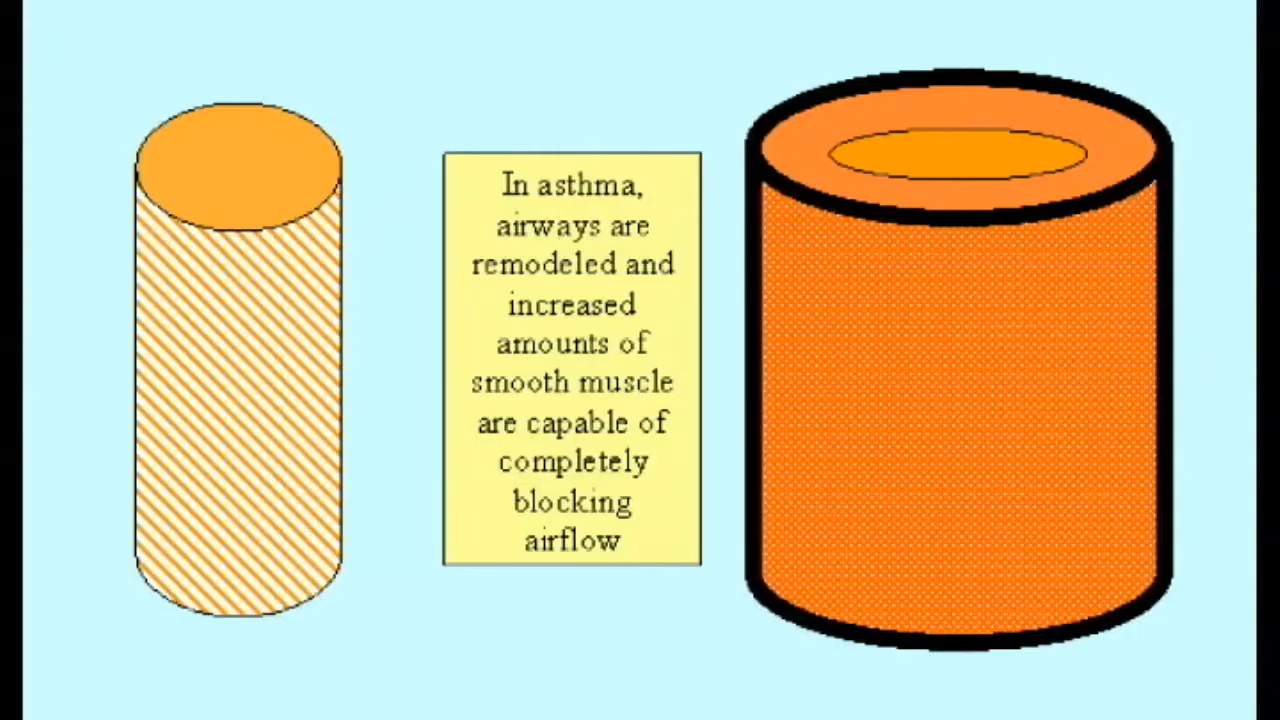 In asthma,
airways are
remodeled and
increased
amounts of
smooth muscle
are capable of
completely
blocking
airflow